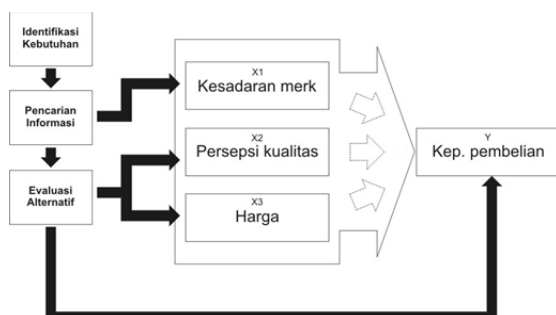 Identifikasi
Kebutuhan
Pencarian
Informasi
Evaluasi
Alternatif
X1
Kesadaran merk
X2
Persepsi kualitas
X3
Harga
Y
Kep. pembelian